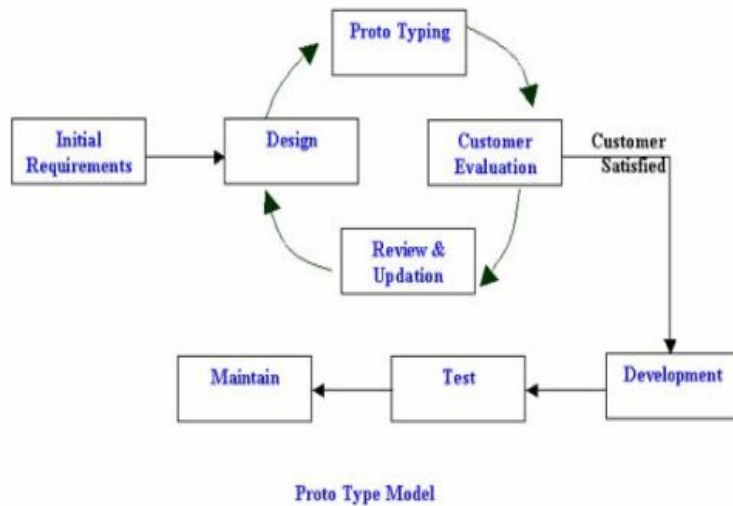 Proto Typing
Initial
Requirements
Design
Customer
Evaluation
Customer
Satisfied
Review &
Updation
Maintain
Test
Development
Proto Type Model